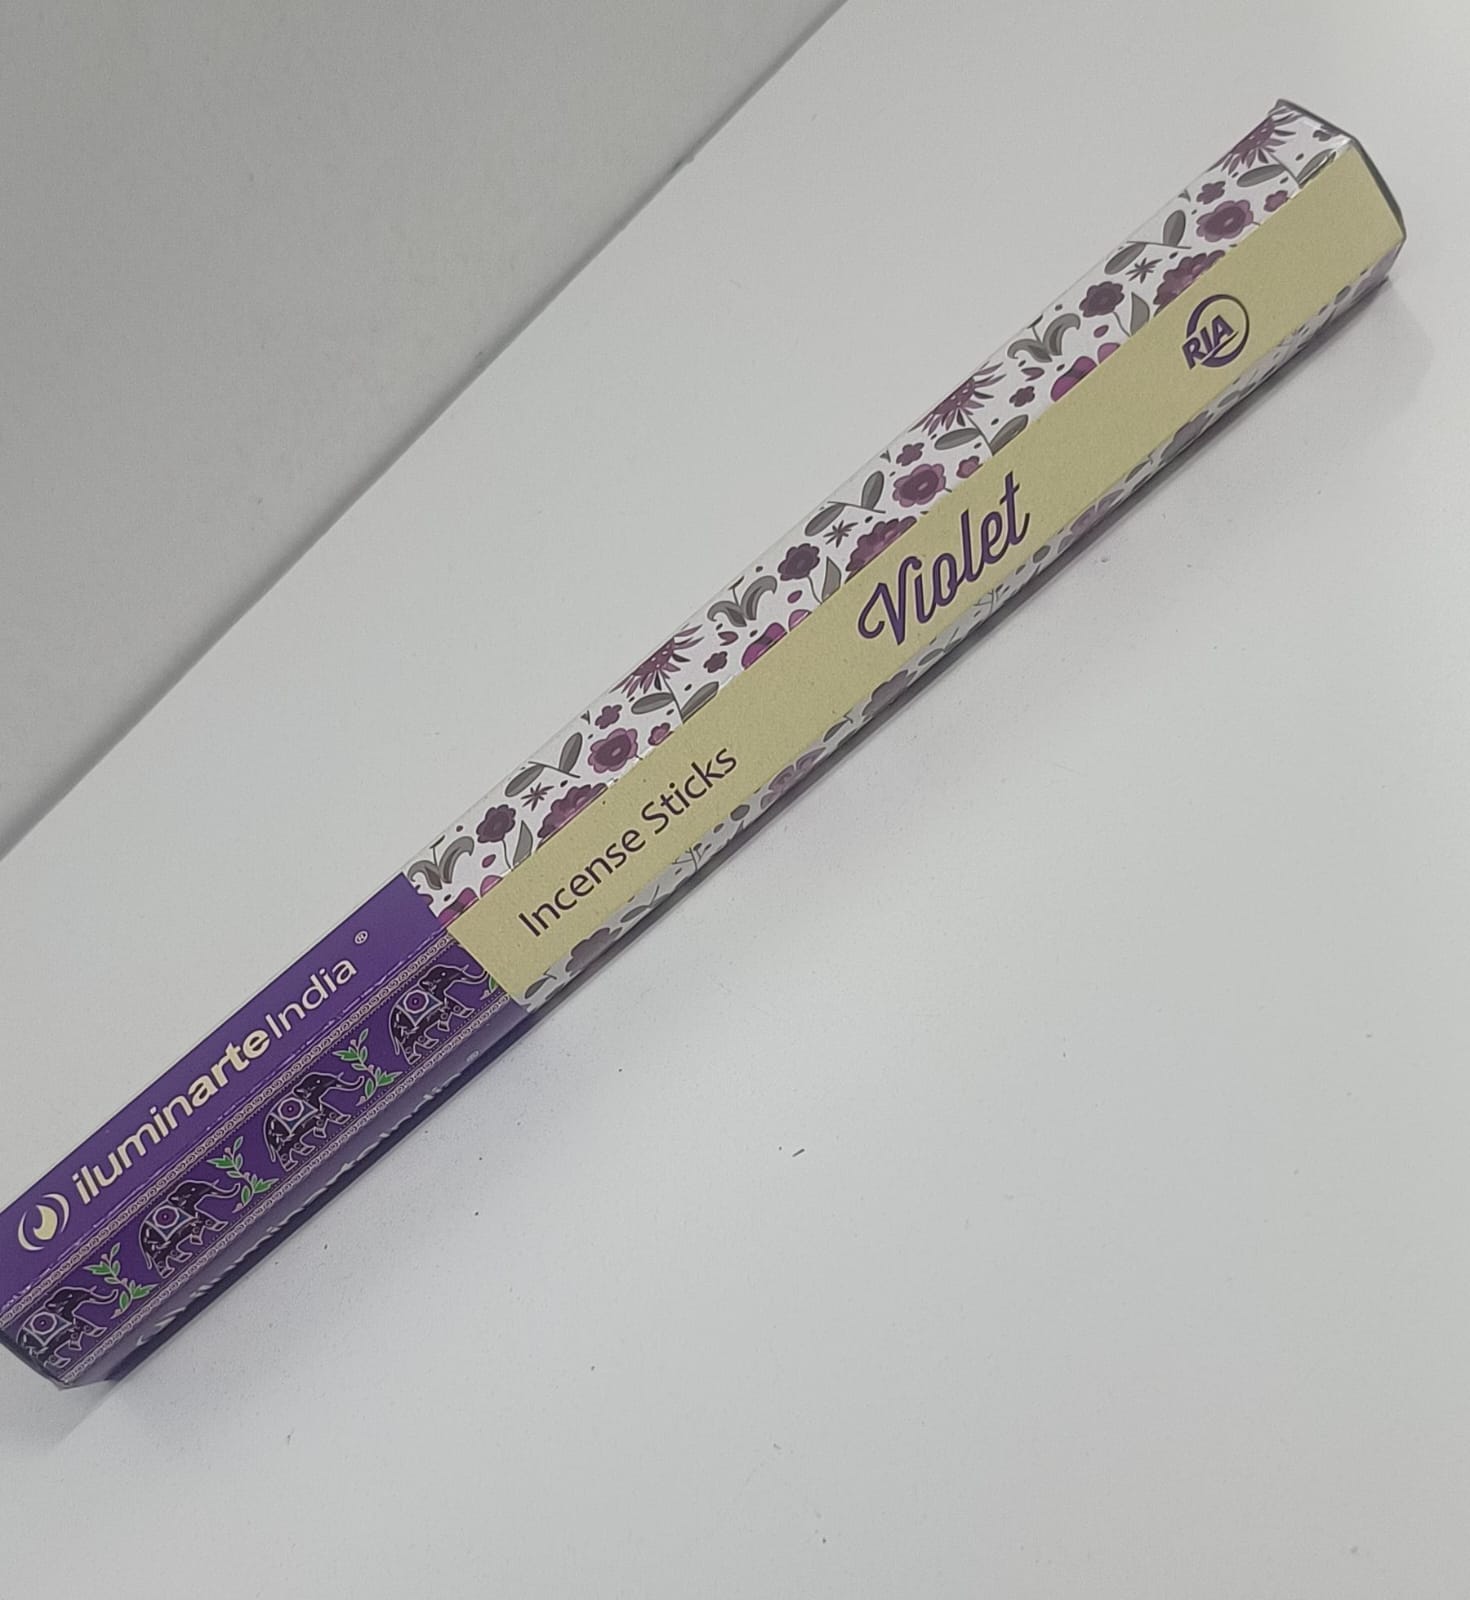 iluminarteIndia ®
Incense Sticks
Violet
RIA